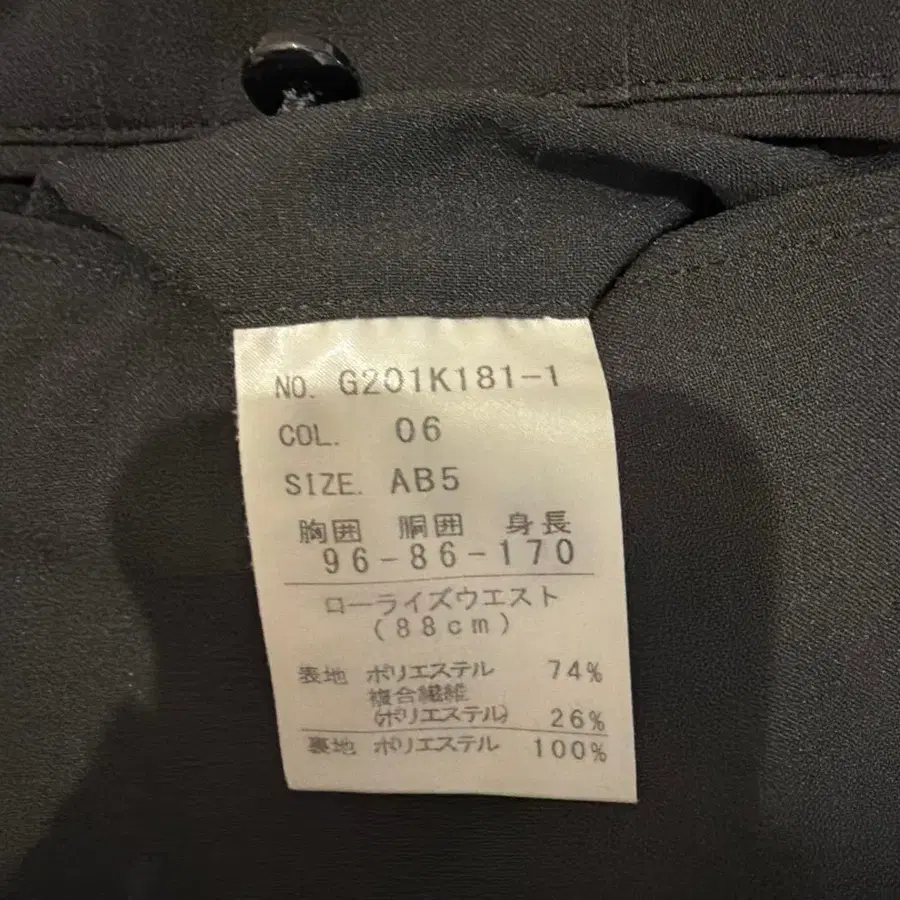 NO. G201K181-1
COL. 06
SIZE. AB5
胸囲 胴囲 身長
96-86-170
ローライズウエスト
(88cm)
表地 ポリエステル 74%
複合繊維
(ポリエステル) 26%
裏地 ポリエステル 100%